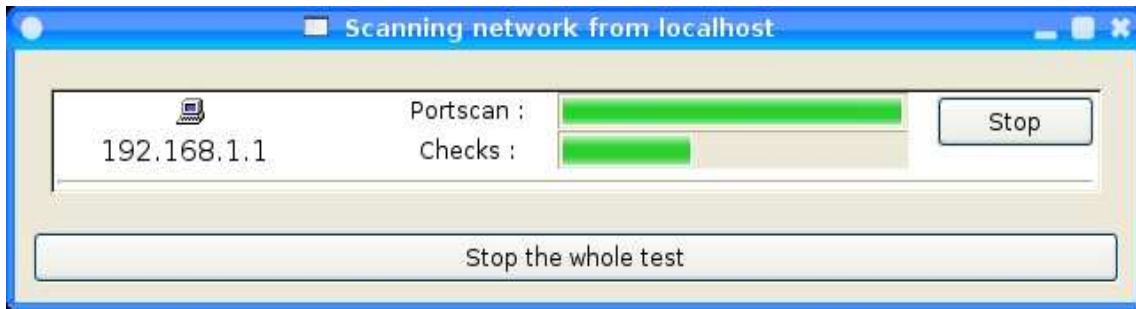 Scanning network from localhost
Portscan :
Stop
192.168.1.1
Checks :
Stop the whole test